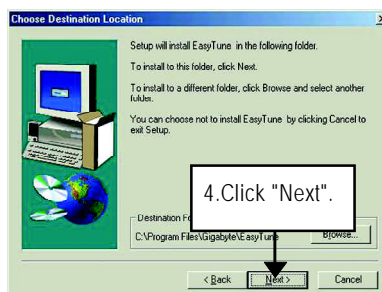 Choose Destination Location
Setup will install EasyTune in the following folder.
To install to this folder, click Next.
To install to a different folder, click Browse and select another
folder.
You can choose not to install EasyTune by clicking Cancel to
exit Setup.
4.Click "Next".
Destination Fo
C:\Program Files\Gigabyte\EasyTune
Browse...
< Back
Next >
Cancel